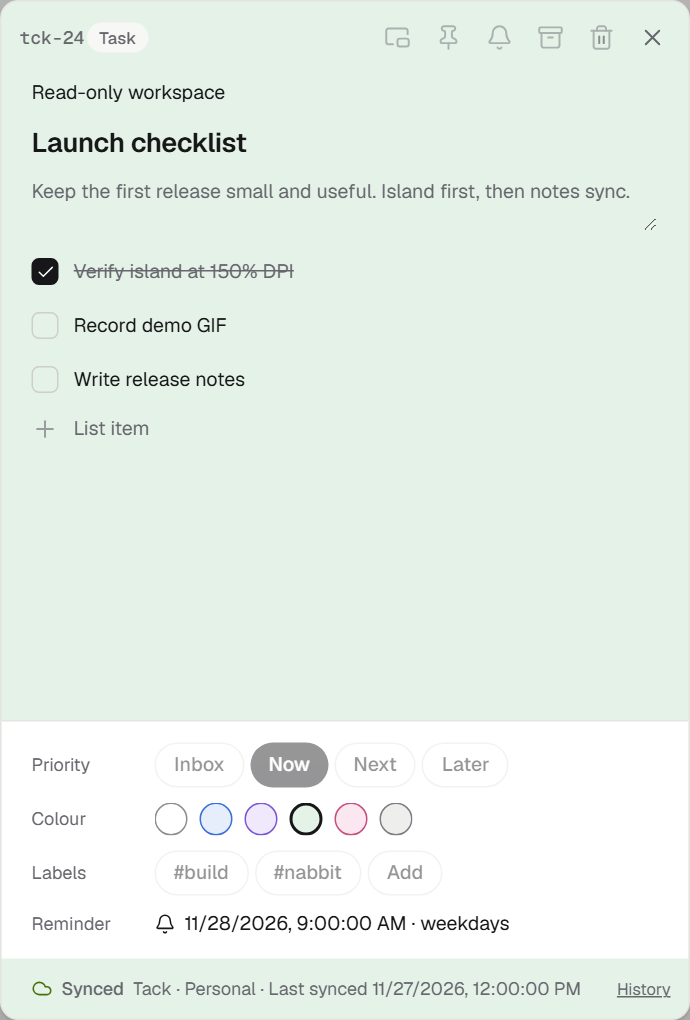 tck-24 Task
Read-only workspace
Launch checklist
Keep the first release small and useful. Island first, then notes sync.
Verify island at 150% DPI
Record demo GIF
Write release notes
List item
Priority Inbox Now Next Later
Colour
Labels #build #nabbit Add
Reminder 11/28/2026, 9:00:00 AM · weekdays
Synced Tack · Personal · Last synced 11/27/2026, 12:00:00 PM History